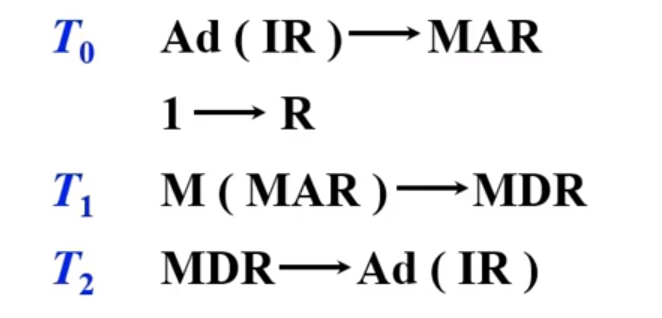 T₀ Ad ( IR ) ⟶ MAR
1 ⟶ R
T₁ M ( MAR ) ⟶ MDR
T₂ MDR ⟶ Ad ( IR )